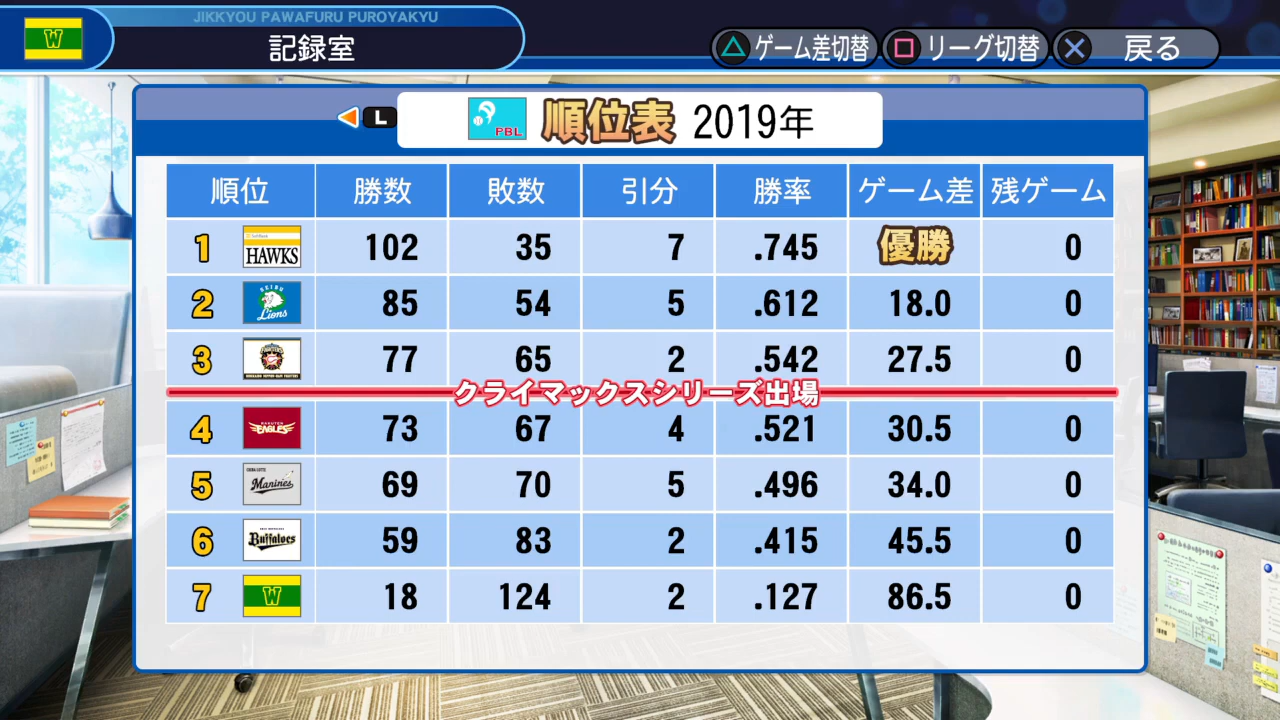 JIKKYOU PAWAFURU PUROYAKYU
W 記録室 △ ゲーム差切替 □ リーグ切替 × 戻る
L PBL 順位表 2019年
順位 勝数 敗数 引分 勝率 ゲーム差 残ゲーム
1 SoftBank HAWKS 102 35 7 .745 優勝 0
2 SEIBU Lions 85 54 5 .612 18.0 0
3 FIGHTERS 77 65 2 .542 27.5 0
クライマックスシリーズ出場
4 EAGLES 73 67 4 .521 30.5 0
5 Marines 69 70 5 .496 34.0 0
6 Buffaloes 59 83 2 .415 45.5 0
7 W 18 124 2 .127 86.5 0